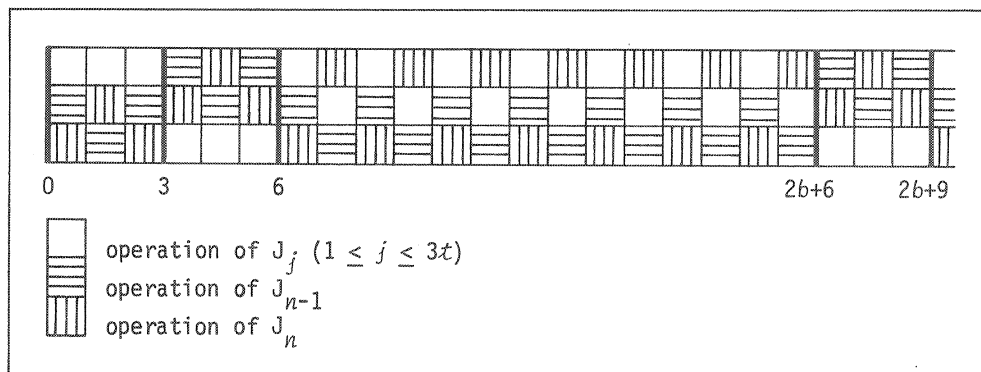 0 3 6 2b+6 2b+9
operation of J_j (1 ≤ j ≤ 3t)
operation of J_{n-1}
operation of J_n